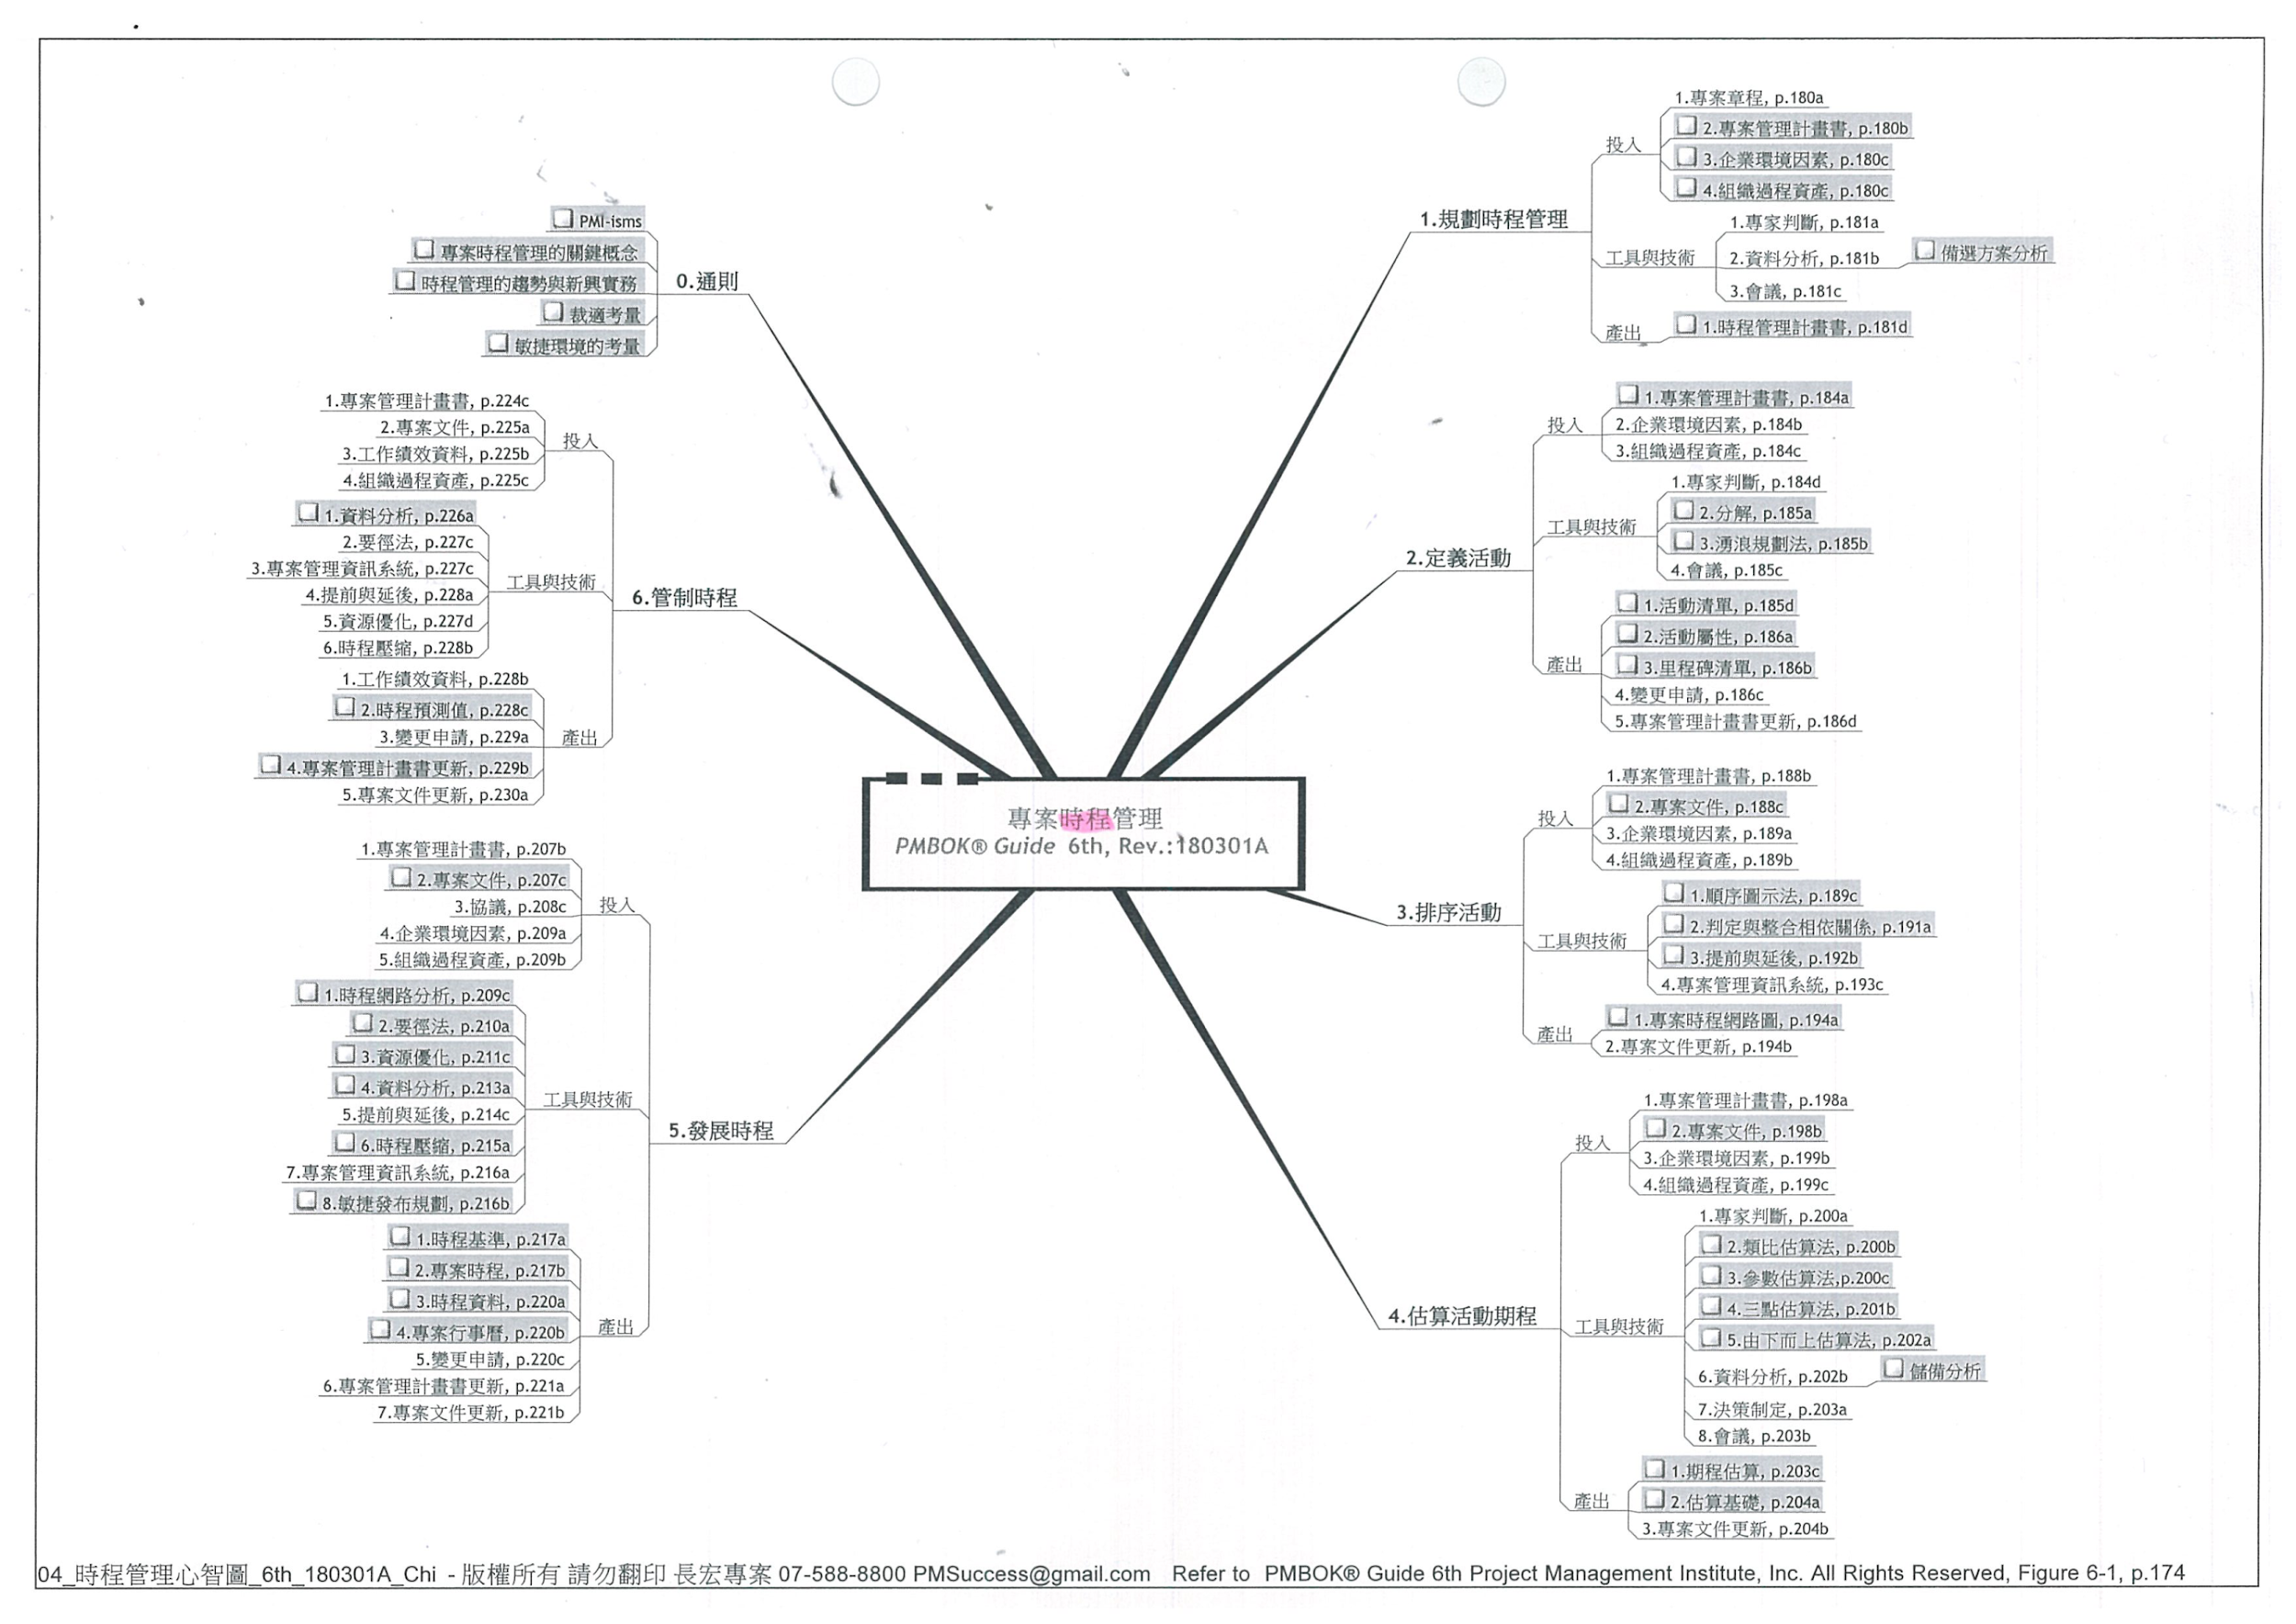 專案時程管理
PMBOK® Guide 6th, Rev.:180301A
0.通則
PMI-isms
專案時程管理的關鍵概念
時程管理的趨勢與新興實務
裁適考量
敏捷環境的考量
1.規劃時程管理
投入
1.專案章程, p.180a
2.專案管理計畫書, p.180b
3.企業環境因素, p.180c
4.組織過程資產, p.180c
工具與技術
1.專家判斷, p.181a
2.資料分析, p.181b
備選方案分析
3.會議, p.181c
產出
1.時程管理計畫書, p.181d
2.定義活動
投入
1.專案管理計畫書, p.184a
2.企業環境因素, p.184b
3.組織過程資產, p.184c
工具與技術
1.專家判斷, p.184d
2.分解, p.185a
3.湧浪規劃法, p.185b
4.會議, p.185c
產出
1.活動清單, p.185d
2.活動屬性, p.186a
3.里程碑清單, p.186b
4.變更申請, p.186c
5.專案管理計畫書更新, p.186d
3.排序活動
投入
1.專案管理計畫書, p.188b
2.專案文件, p.188c
3.企業環境因素, p.189a
4.組織過程資產, p.189b
工具與技術
1.順序圖示法, p.189c
2.判定與整合相依關係, p.191a
3.提前與延後, p.192b
4.專案管理資訊系統, p.193c
產出
1.專案時程網路圖, p.194a
2.專案文件更新, p.194b
4.估算活動期程
投入
1.專案管理計畫書, p.198a
2.專案文件, p.198b
3.企業環境因素, p.199b
4.組織過程資產, p.199c
工具與技術
1.專家判斷, p.200a
2.類比估算法, p.200b
3.參數估算法,p.200c
4.三點估算法, p.201b
5.由下而上估算法, p.202a
6.資料分析, p.202b
儲備分析
7.決策制定, p.203a
8.會議, p.203b
產出
1.期程估算, p.203c
2.估算基礎, p.204a
3.專案文件更新, p.204b
5.發展時程
投入
1.專案管理計畫書, p.207b
2.專案文件, p.207c
3.協議, p.208c
4.企業環境因素, p.209a
5.組織過程資產, p.209b
工具與技術
1.時程網路分析, p.209c
2.要徑法, p.210a
3.資源優化, p.211c
4.資料分析, p.213a
5.提前與延後, p.214c
6.時程壓縮, p.215a
7.專案管理資訊系統, p.216a
8.敏捷發布規劃, p.216b
產出
1.時程基準, p.217a
2.專案時程, p.217b
3.時程資料, p.220a
4.專案行事曆, p.220b
5.變更申請, p.220c
6.專案管理計畫書更新, p.221a
7.專案文件更新, p.221b
6.管制時程
投入
1.專案管理計畫書, p.224c
2.專案文件, p.225a
3.工作績效資料, p.225b
4.組織過程資產, p.225c
工具與技術
1.資料分析, p.226a
2.要徑法, p.227c
3.專案管理資訊系統, p.227c
4.提前與延後, p.228a
5.資源優化, p.227d
6.時程壓縮, p.228b
產出
1.工作績效資料, p.228b
2.時程預測值, p.228c
3.變更申請, p.229a
4.專案管理計畫書更新, p.229b
5.專案文件更新, p.230a
04_時程管理心智圖_6th_180301A_Chi - 版權所有 請勿翻印 長宏專案 07-588-8800 PMSuccess@gmail.com Refer to PMBOK® Guide 6th Project Management Institute, Inc. All Rights Reserved, Figure 6-1, p.174